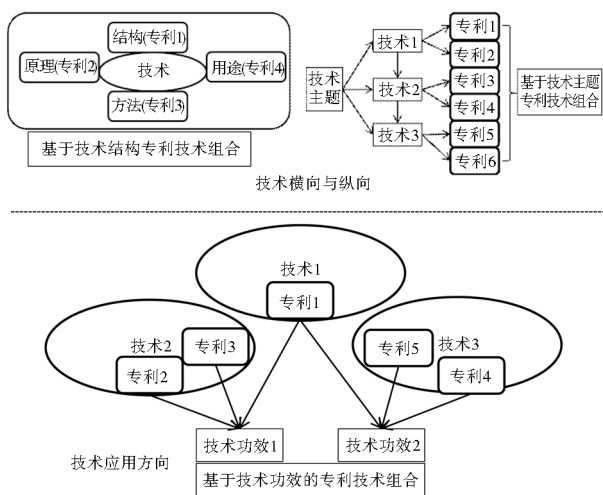 结构(专利1)
原理(专利2)
技术
用途(专利4)
方法(专利3)
基于技术结构专利技术组合
技术
主题
技术1
技术2
技术3
专利1
专利2
专利3
专利4
专利5
专利6
基于技术主题
专利技术组合
技术横向与纵向
技术1
专利1
技术2
专利3
专利2
专利5
技术3
专利4
技术功效1
技术功效2
技术应用方向
基于技术功效的专利技术组合